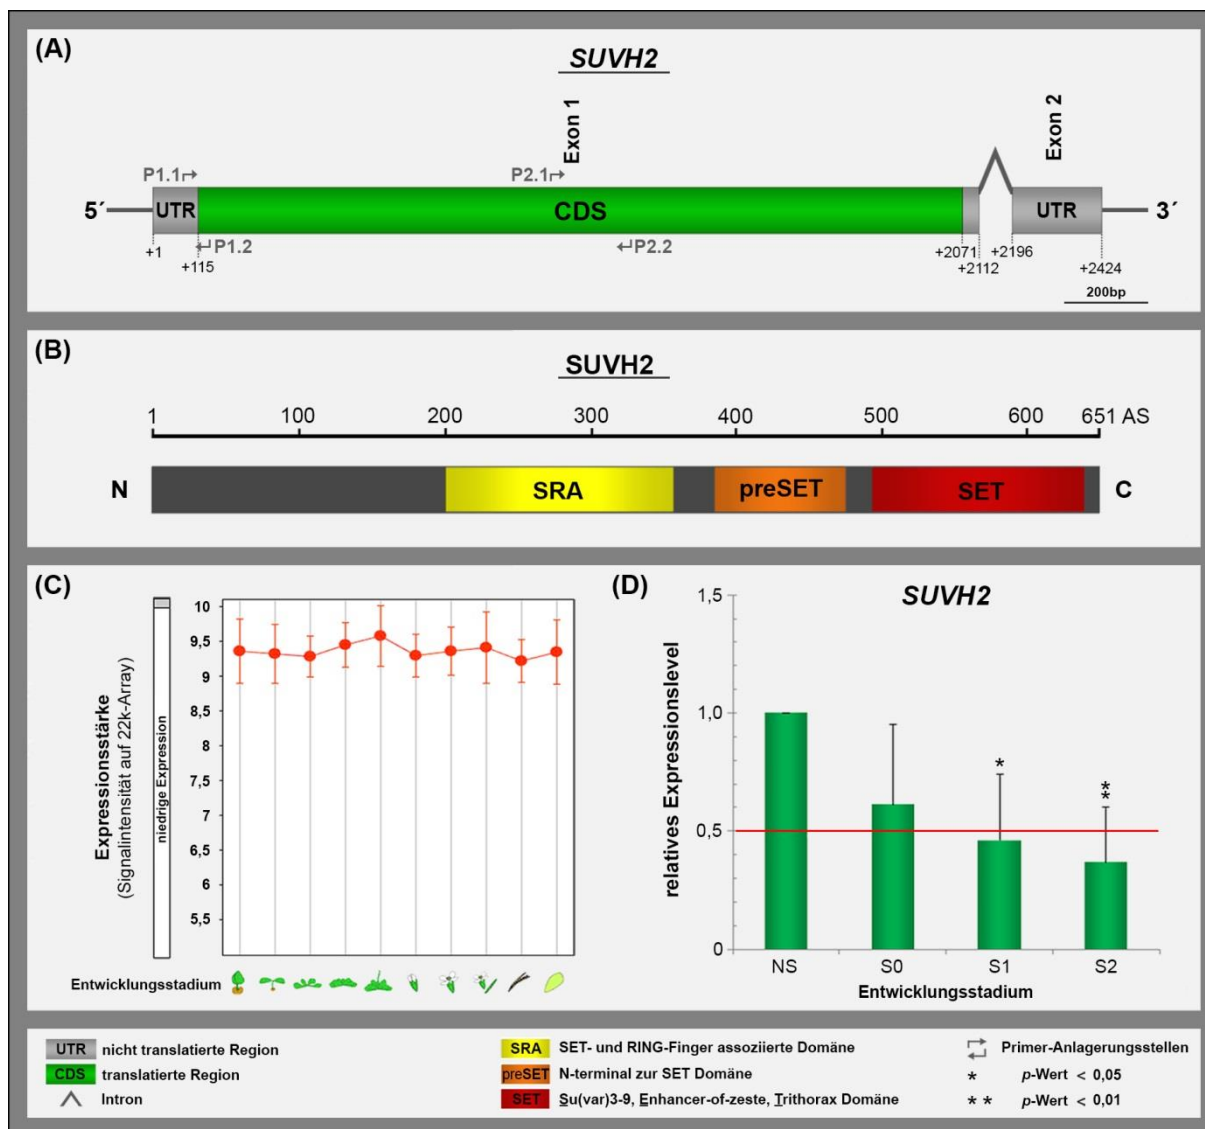 (A)
SUVH2
Exon 1
Exon 2
P1.1
P2.1
5´
UTR
CDS
UTR
3´
P1.2
P2.2
+1
+115
+2071
+2112
+2196
+2424
200bp
(B)
SUVH2
1 100 200 300 400 500 600 651 AS
N
SRA
preSET
SET
C
(C)
Expressionsstärke
(Signalintensität auf 22k-Array)
niedrige Expression
10
9,5
9
8,5
8
7,5
7
6,5
6
5,5
Entwicklungsstadium
(D)
SUVH2
relatives Expressionslevel
1,5
1,0
0,5
0
*
**
NS S0 S1 S2
Entwicklungsstadium
UTR nicht translatierte Region
CDS translatierte Region
Intron
SRA SET- und RING-Finger assoziierte Domäne
preSET N-terminal zur SET Domäne
SET Su(var)3-9, Enhancer-of-zeste, Trithorax Domäne
Primer-Anlagerungsstellen
* p-Wert < 0,05
** p-Wert < 0,01